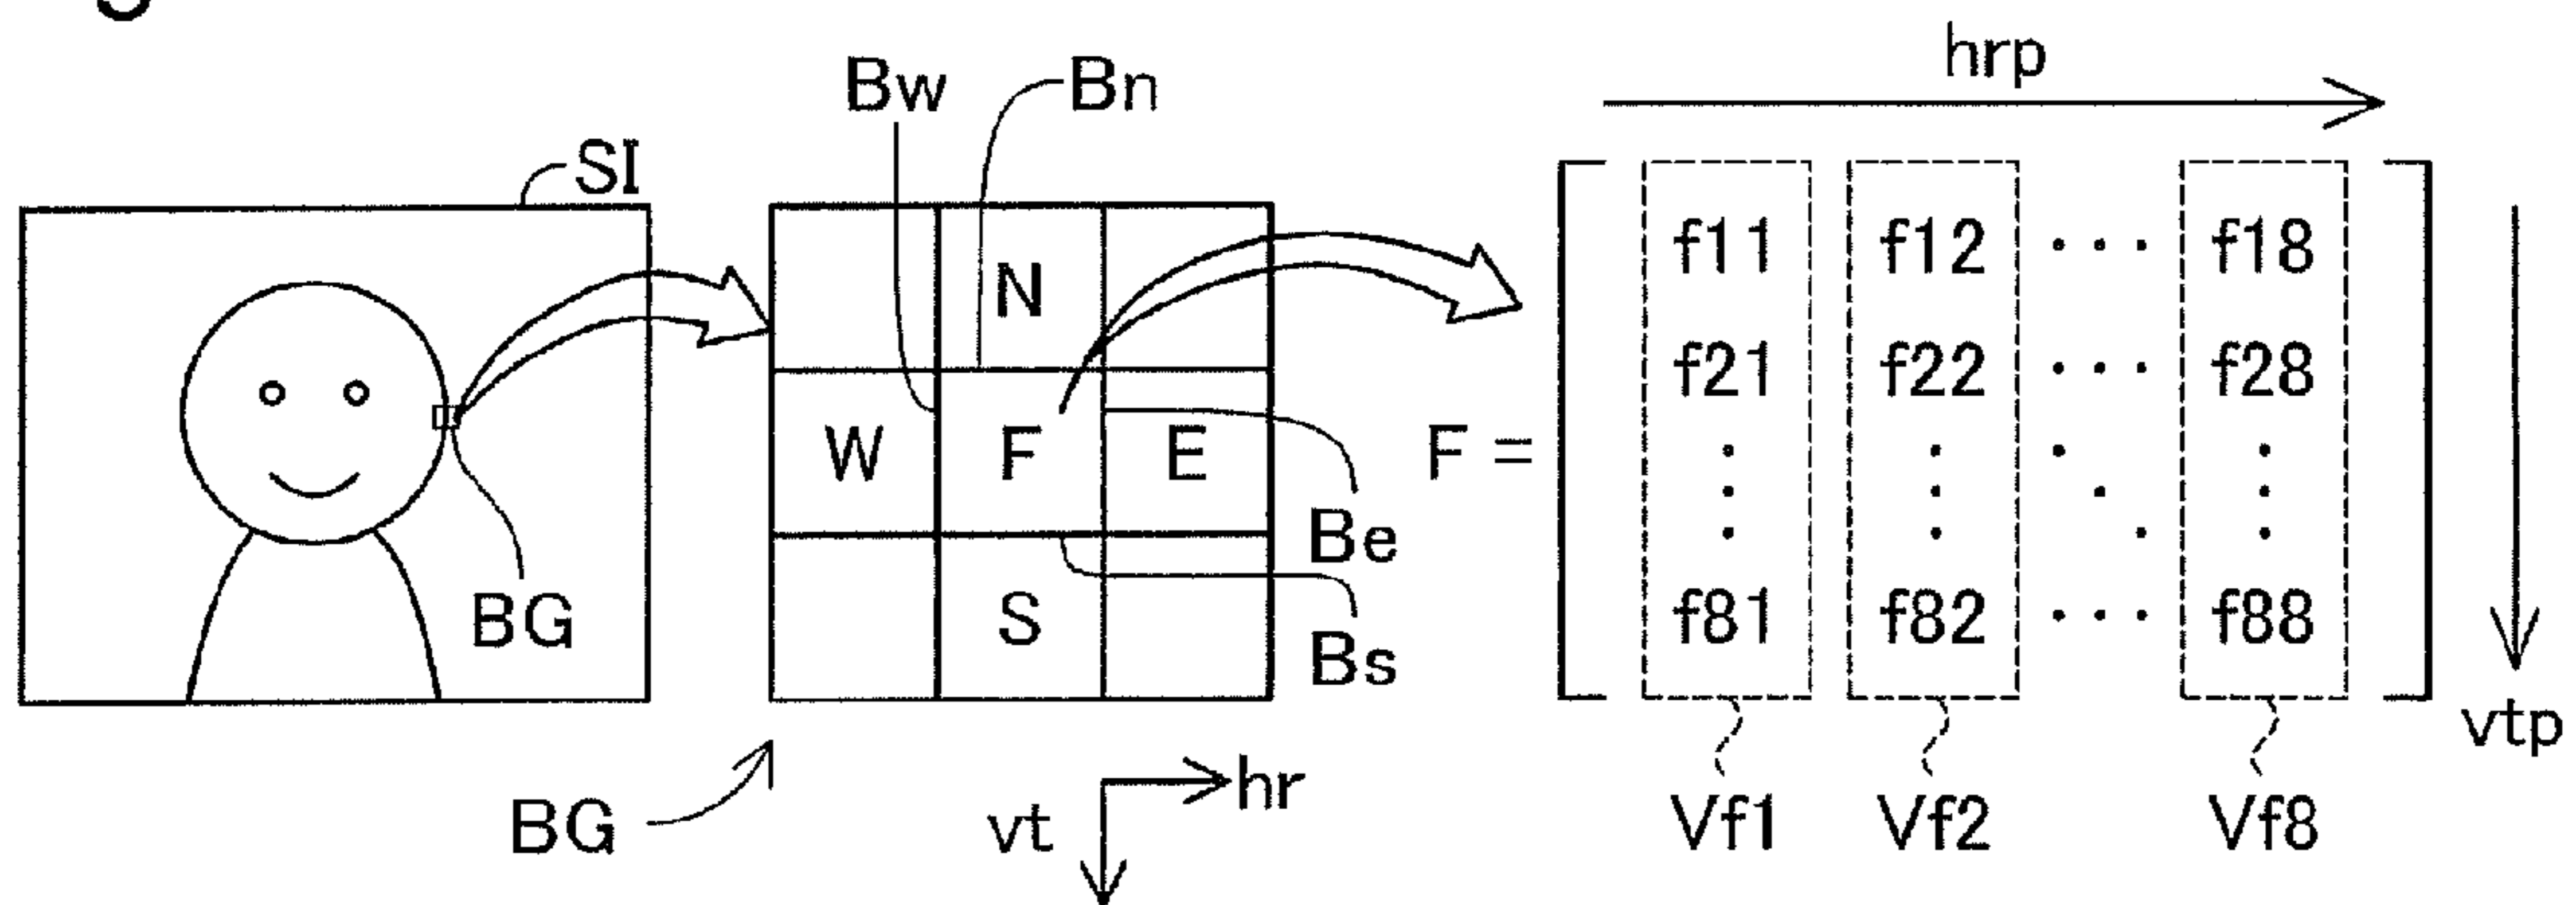 SI
BG
Bw
Bn
N
W F E
S
Be
Bs
BG
hr
vt
hrp
F =
f11 f12 ··· f18
f21 f22 ··· f28
f81 f82 ··· f88
vtp
Vf1 Vf2 Vf8